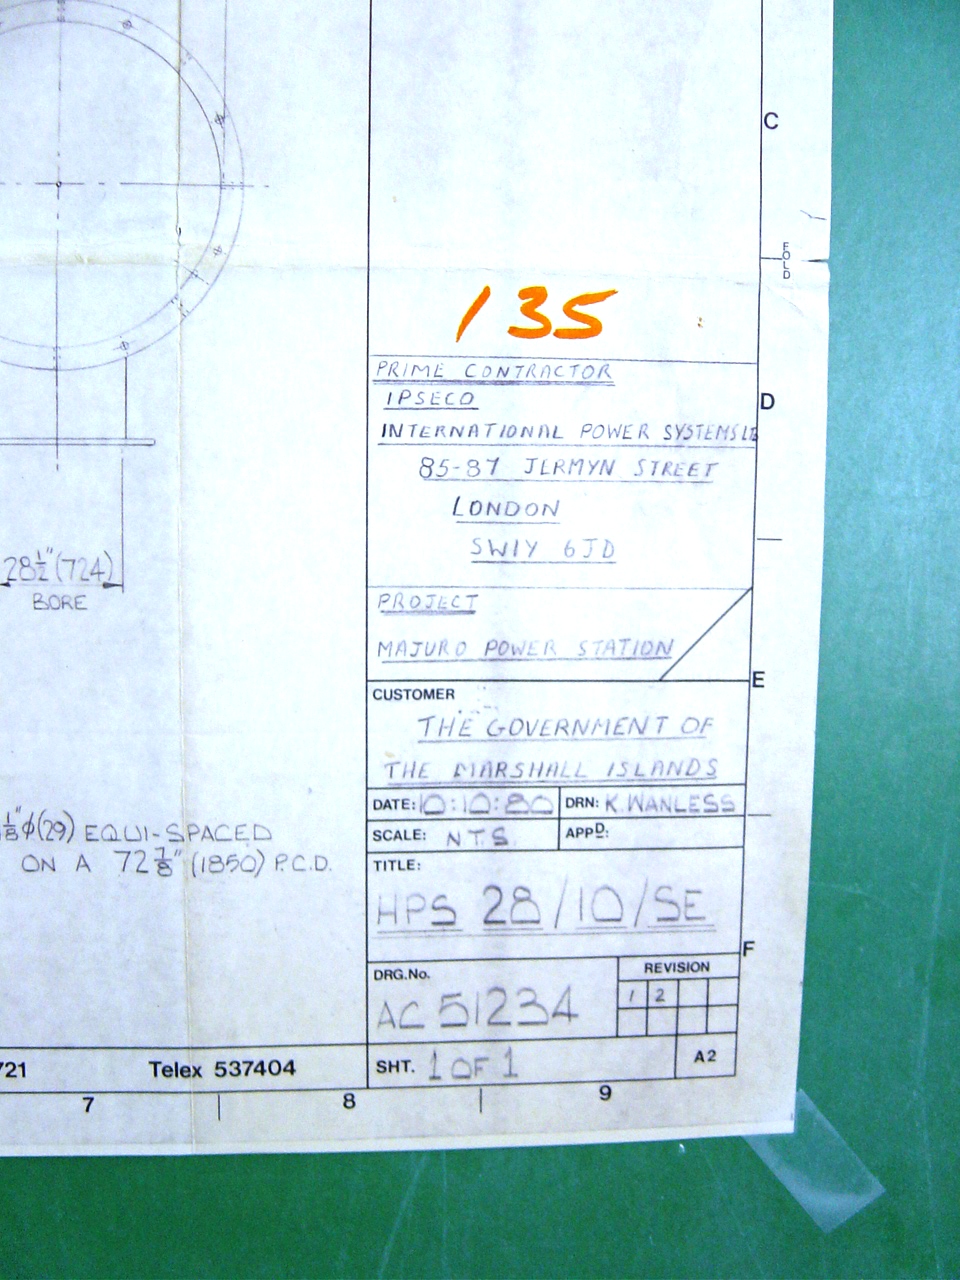 C
FOLD
135
PRIME CONTRACTOR
IPSECO
D
INTERNATIONAL POWER SYSTEMS
85-87 JERMYN STREET
LONDON
SW1Y 6JD
28½"(724)
BORE
PROJECT
MAJURO POWER STATION
E
CUSTOMER
THE GOVERNMENT OF
THE MARSHALL ISLANDS
DATE: 10:10:80 DRN: K.WANLESS
SCALE: N.T.S. APPD:
⅛"φ(29) EQUI-SPACED
ON A 72⅞" (1850) P.C.D.
TITLE:
HPS 28/10/SE
F
DRG.No. REVISION
AC 51234 1 2
721 Telex 537404 SHT. 1 OF 1 A2
7 8 9